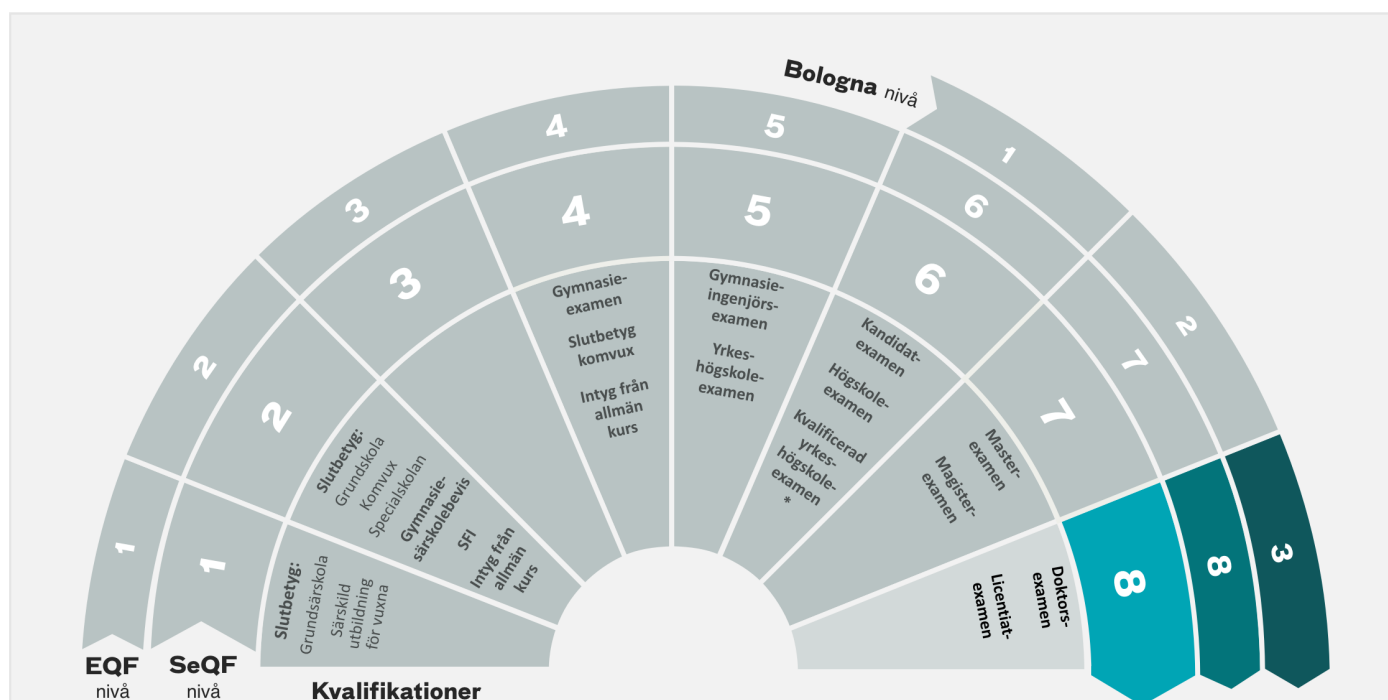 Bologna nivå
1
2
3
1
2
3
4
5
6
7
8
1
2
3
4
5
6
7
8
Slutbetyg:
Grundsärskola
Särskild
utbildning
för vuxna
Slutbetyg:
Grundskola
Komvux
Specialskolan
Gymnasie-
särskolebevis
SFI
Intyg från
allmän
kurs
Gymnasie-
examen
Slutbetyg
komvux
Intyg från
allmän
kurs
Gymnasie-
ingenjörs-
examen
Yrkes-
högskole-
examen
Kandidat-
examen
Högskole-
examen
Kvalificerad
yrkes-
högskole-
examen
*
Master-
examen
Magister-
examen
Doktors-
examen
Licentiat-
examen
EQF
nivå
SeQF
nivå
Kvalifikationer